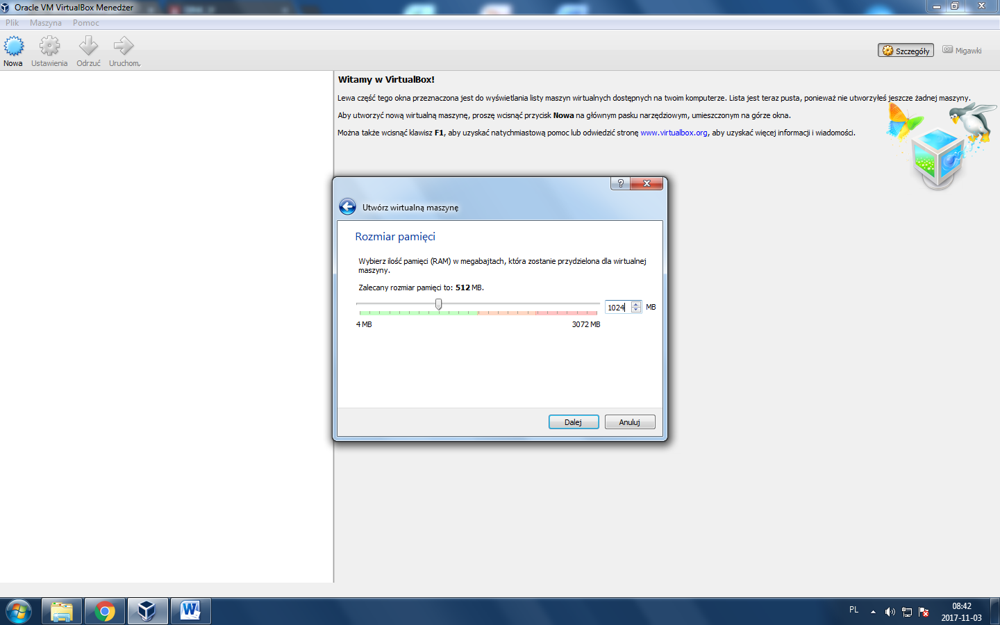 Oracle VM VirtualBox Menedżer
Plik Maszyna Pomoc
Nowa Ustawienia Odrzuć Uruchom
Szczegóły Migawki
Witamy w VirtualBox!
Lewa część tego okna przeznaczona jest do wyświetlania listy maszyn wirtualnych dostępnych na twoim komputerze. Lista jest teraz pusta, ponieważ nie utworzyłeś jeszcze żadnej maszyny.
Aby utworzyć nową wirtualną maszynę, proszę wcisnąć przycisk Nowa na głównym pasku narzędziowym, umieszczonym na górze okna.
Można także wcisnąć klawisz F1, aby uzyskać natychmiastową pomoc lub odwiedzić stronę www.virtualbox.org, aby uzyskać więcej informacji i wiadomości.
Utwórz wirtualną maszynę
Rozmiar pamięci
Wybierz ilość pamięci (RAM) w megabajtach, która zostanie przydzielona dla wirtualnej
maszyny.
Zalecany rozmiar pamięci to: 512 MB.
1024 MB
4 MB 3072 MB
Dalej Anuluj
PL
08:42
2017-11-03